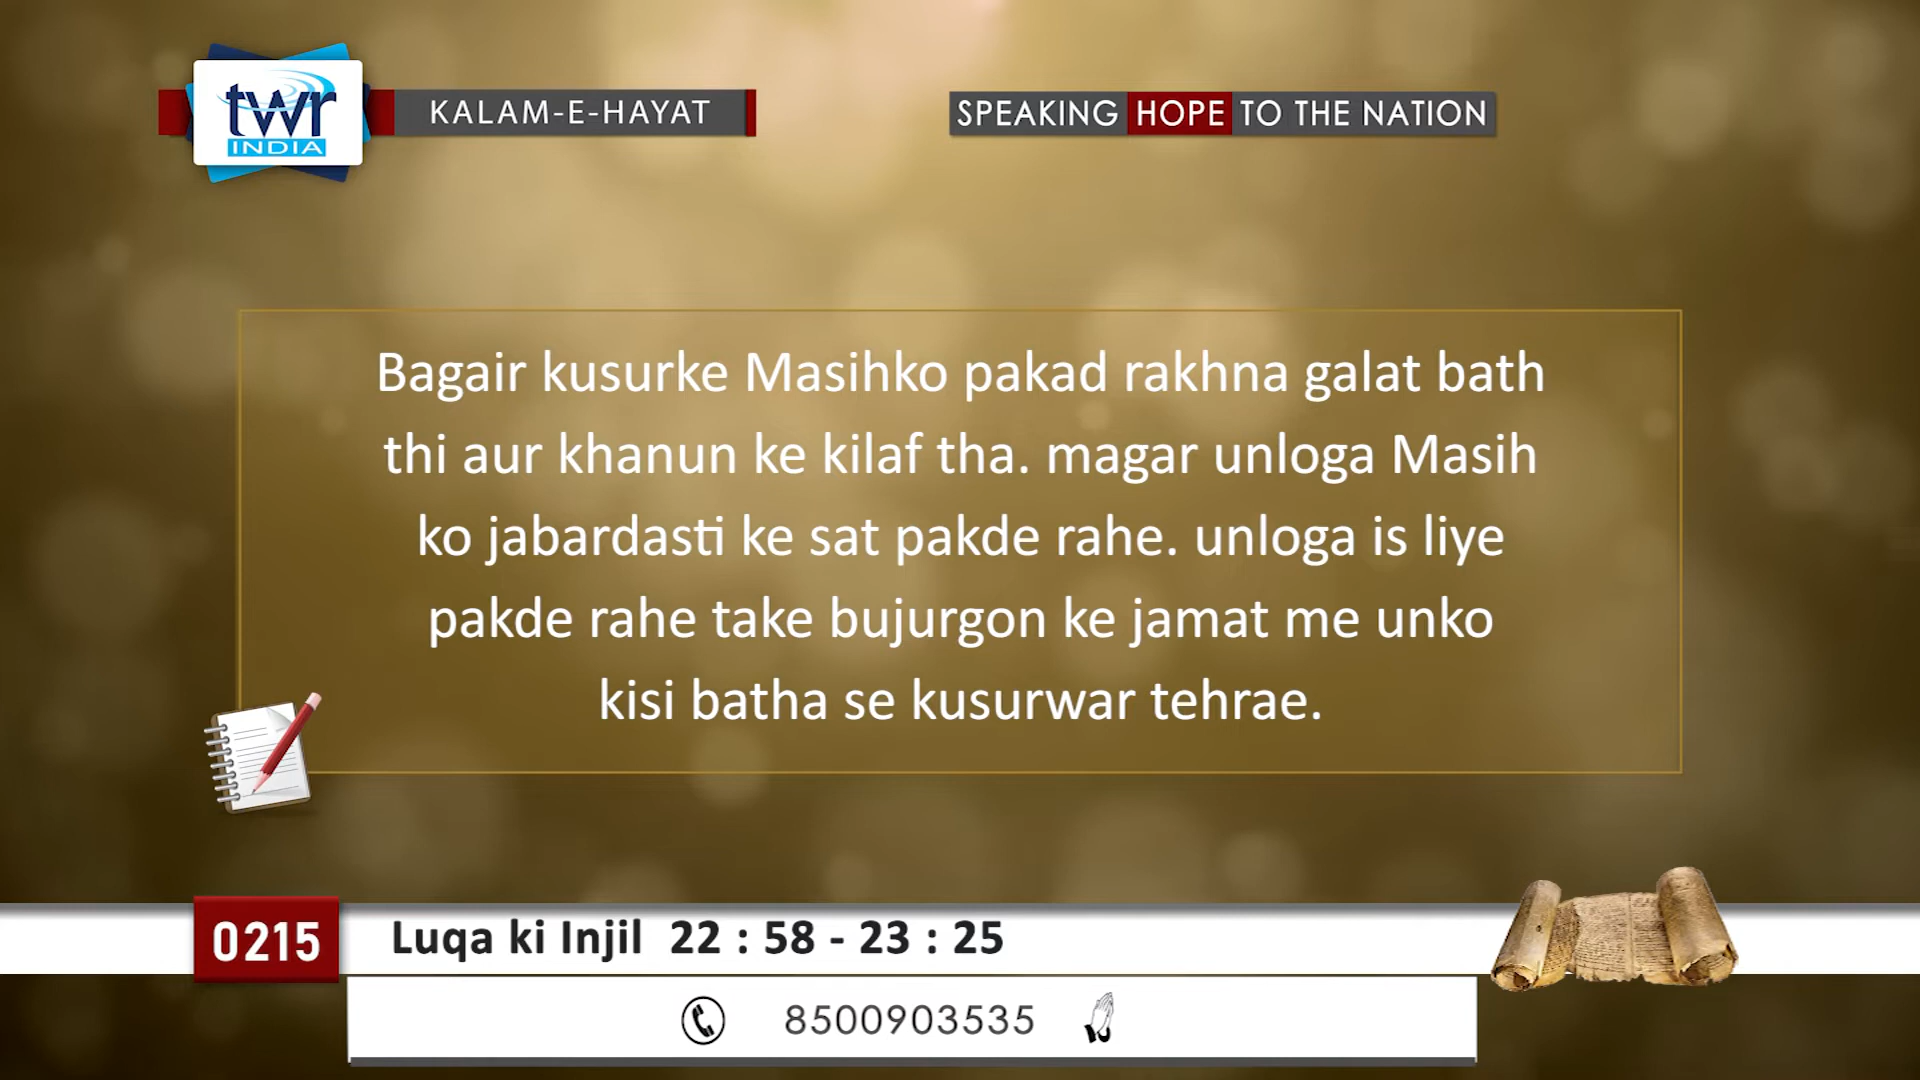 twr
INDIA
KALAM-E-HAYAT
SPEAKING HOPE TO THE NATION
Bagair kusurke Masihko pakad rakhna galat bath
thi aur khanun ke kilaf tha. magar unloga Masih
ko jabardasti ke sat pakde rahe. unloga is liye
pakde rahe take bujurgon ke jamat me unko
kisi batha se kusurwar tehrae.
0215
Luqa ki Injil 22 : 58 - 23 : 25
8500903535